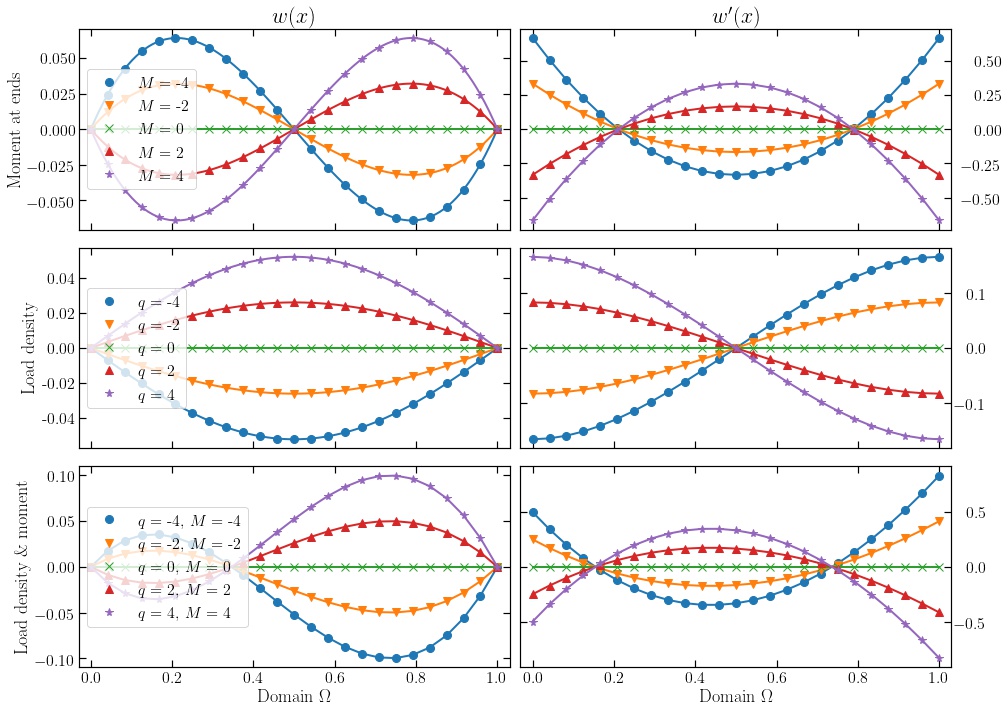 w(x)
w′(x)
Moment at ends
0.050
0.025
0.000
−0.025
−0.050
M = -4
M = -2
M = 0
M = 2
M = 4
0.50
0.25
0.00
−0.25
−0.50
Load density
0.04
0.02
0.00
-0.02
-0.04
q = -4
q = -2
q = 0
q = 2
q = 4
0.1
0.0
−0.1
Load density & moment
0.10
0.05
0.00
−0.05
−0.10
q = -4, M = -4
q = -2, M = -2
q = 0, M = 0
q = 2, M = 2
q = 4, M = 4
0.5
0.0
−0.5
0.0 0.2 0.4 0.6 0.8 1.0
Domain Ω
0.0 0.2 0.4 0.6 0.8 1.0
Domain Ω